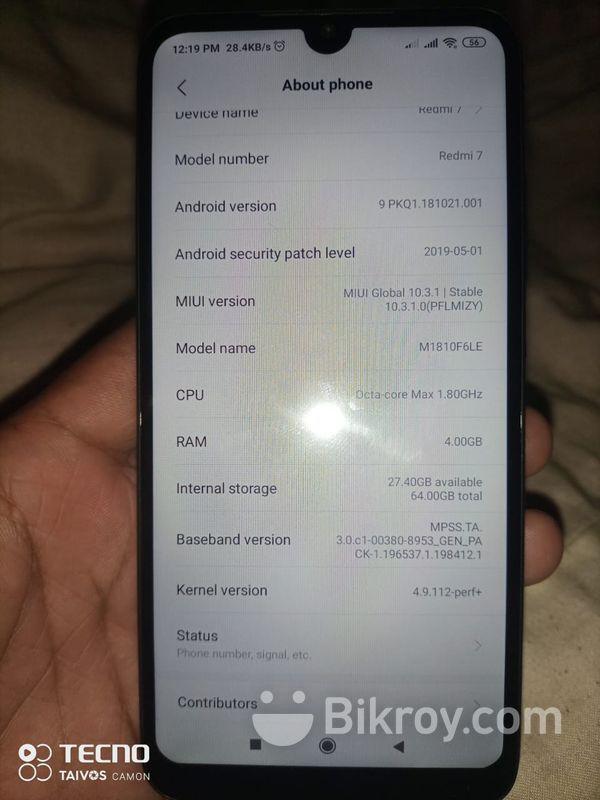 12:19 PM 28.4KB/s 56
About phone
Device name Redmi 7
Model number Redmi 7
Android version 9 PKQ1.181021.001
Android security patch level 2019-05-01
MIUI version MIUI Global 10.3.1 | Stable
10.3.1.0(PFLMIZY)
Model name M1810F6LE
CPU Octa-core Max 1.80GHz
RAM 4.00GB
Internal storage 27.40GB available
64.00GB total
Baseband version MPSS.TA.
3.0.c1-00380-8953_GEN_PA
CK-1.196537.1.198412.1
Kernel version 4.9.112-perf+
Status
Phone number, signal, etc.
Contributors
Bikroy.com
TECNO
TAIVOS CAMON